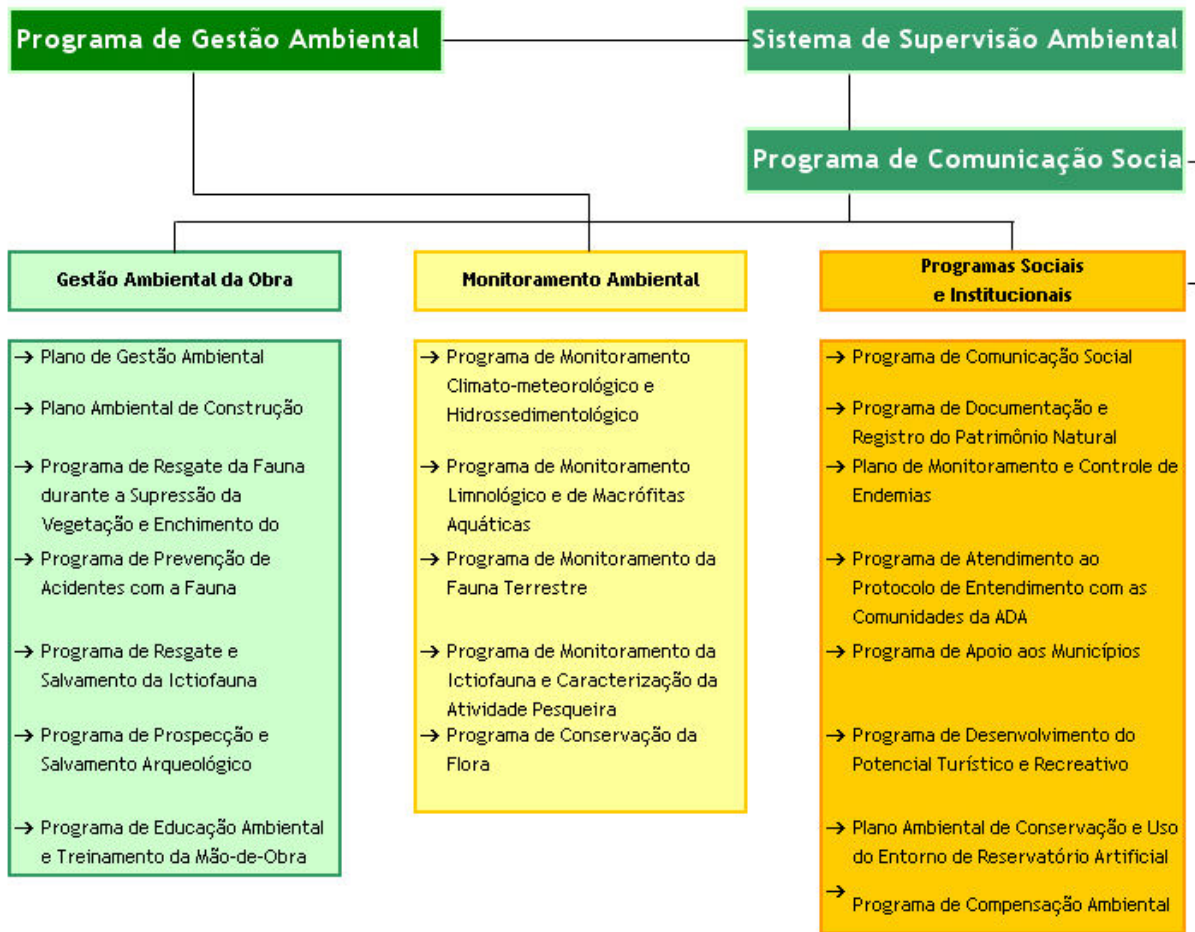 Programa de Gestão Ambiental
Sistema de Supervisão Ambiental
Programa de Comunicação Socia
Gestão Ambiental da Obra
→ Plano de Gestão Ambiental
→ Plano Ambiental de Construção
→ Programa de Resgate da Fauna
durante a Supressão da
Vegetação e Enchimento do
→ Programa de Prevenção de
Acidentes com a Fauna
→ Programa de Resgate e
Salvamento da Ictiofauna
→ Programa de Prospecção e
Salvamento Arqueológico
→ Programa de Educação Ambiental
e Treinamento da Mão-de-Obra
Monitoramento Ambiental
→ Programa de Monitoramento
Climato-meteorológico e
Hidrossedimentológico
→ Programa de Monitoramento
Limnológico e de Macrófitas
Aquáticas
→ Programa de Monitoramento da
Fauna Terrestre
→ Programa de Monitoramento da
Ictiofauna e Caracterização da
Atividade Pesqueira
→ Programa de Conservação da
Flora
Programas Sociais
e Institucionais
→ Programa de Comunicação Social
→ Programa de Documentação e
Registro do Patrimônio Natural
→ Plano de Monitoramento e Controle de
Endemias
→ Programa de Atendimento ao
Protocolo de Entendimento com as
Comunidades da ADA
→ Programa de Apoio aos Municípios
→ Programa de Desenvolvimento do
Potencial Turístico e Recreativo
→ Plano Ambiental de Conservação e Uso
do Entorno de Reservatório Artificial
→ Programa de Compensação Ambiental